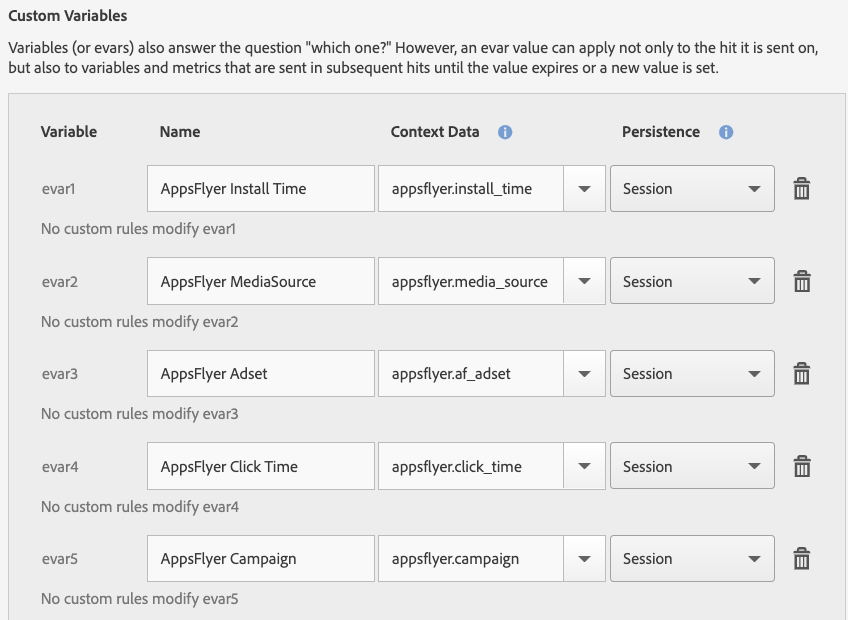 Custom Variables
Variables (or evars) also answer the question "which one?" However, an evar value can apply not only to the hit it is sent on,
but also to variables and metrics that are sent in subsequent hits until the value expires or a new value is set.
Variable Name Context Data Persistence
evar1 AppsFlyer Install Time appsflyer.install_time Session
No custom rules modify evar1
evar2 AppsFlyer MediaSource appsflyer.media_source Session
No custom rules modify evar2
evar3 AppsFlyer Adset appsflyer.af_adset Session
No custom rules modify evar3
evar4 AppsFlyer Click Time appsflyer.click_time Session
No custom rules modify evar4
evar5 AppsFlyer Campaign appsflyer.campaign Session
No custom rules modify evar5